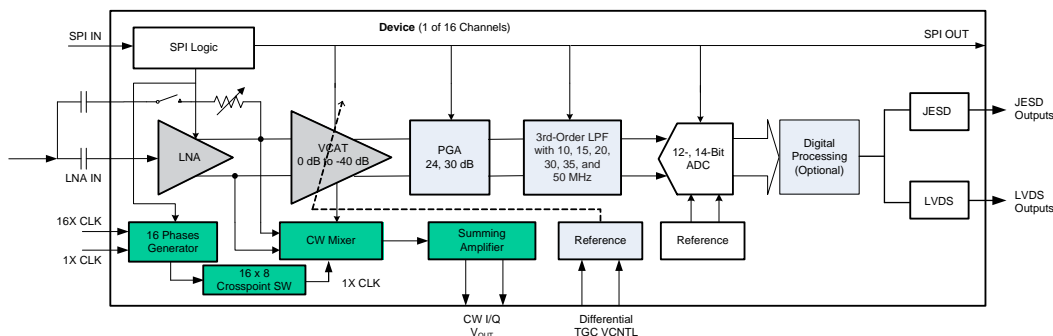 Device (1 of 16 Channels)
SPI IN
SPI Logic
SPI OUT
LNA
LNA IN
VCAT
0 dB to -40 dB
PGA
24, 30 dB
3rd-Order LPF
with 10, 15, 20,
30, 35, and
50 MHz
12-, 14-Bit
ADC
Digital
Processing
(Optional)
JESD
JESD
Outputs
LVDS
LVDS
Outputs
16X CLK
1X CLK
16 Phases
Generator
CW Mixer
Summing
Amplifier
Reference
Reference
16 x 8
Crosspoint SW
1X CLK
CW I/Q
VOUT
Differential
TGC VCNTL